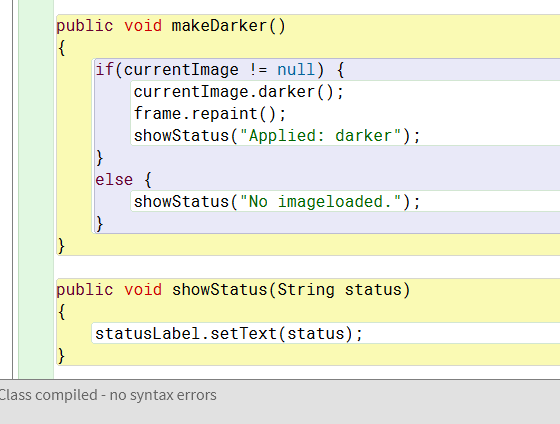 public void makeDarker()
{
if(currentImage != null) {
currentImage.darker();
frame.repaint();
showStatus("Applied: darker");
}
else {
showStatus("No imageloaded.");
}
}
public void showStatus(String status)
{
statusLabel.setText(status);
}
Class compiled - no syntax errors